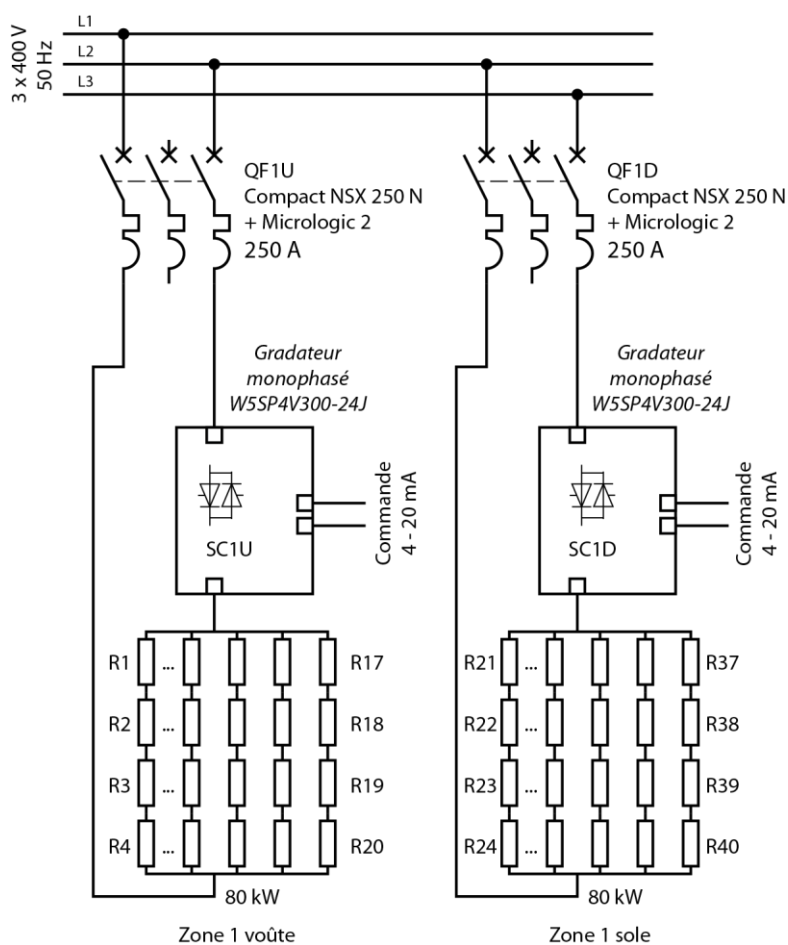 3 x 400 V
50 Hz
L1
L2
L3
QF1U
Compact NSX 250 N
+ Micrologic 2
250 A
QF1D
Compact NSX 250 N
+ Micrologic 2
250 A
Gradateur
monophasé
W5SP4V300-24J
Gradateur
monophasé
W5SP4V300-24J
SC1U
Commande
4 - 20 mA
SC1D
Commande
4 - 20 mA
R1 ... R17
R2 ... R18
R3 ... R19
R4 ... R20
80 kW
Zone 1 voûte
R21 ... R37
R22 ... R38
R23 ... R39
R24 ... R40
80 kW
Zone 1 sole